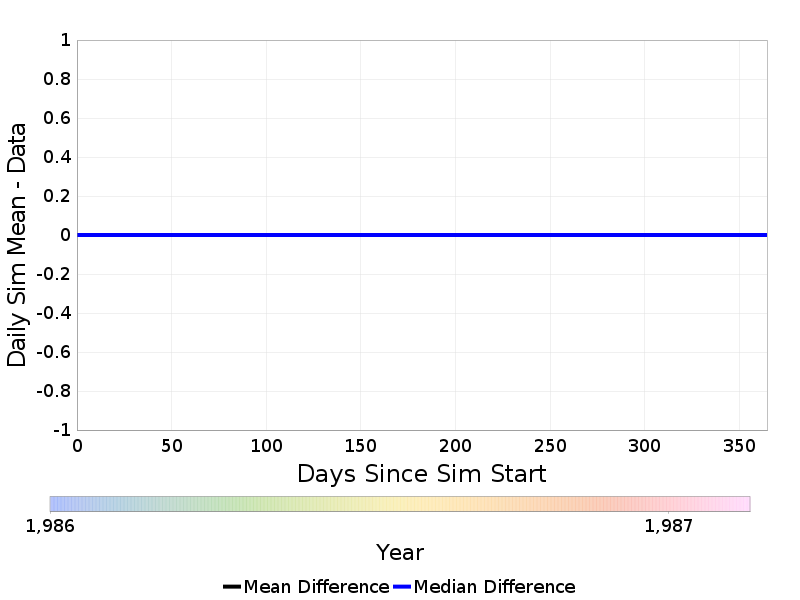 1
0.8
0.6
0.4
0.2
0
-0.2
-0.4
-0.6
-0.8
-1
Daily Sim Mean - Data
0 50 100 150 200 250 300 350
Days Since Sim Start
1,986 1,987
Year
Mean Difference Median Difference